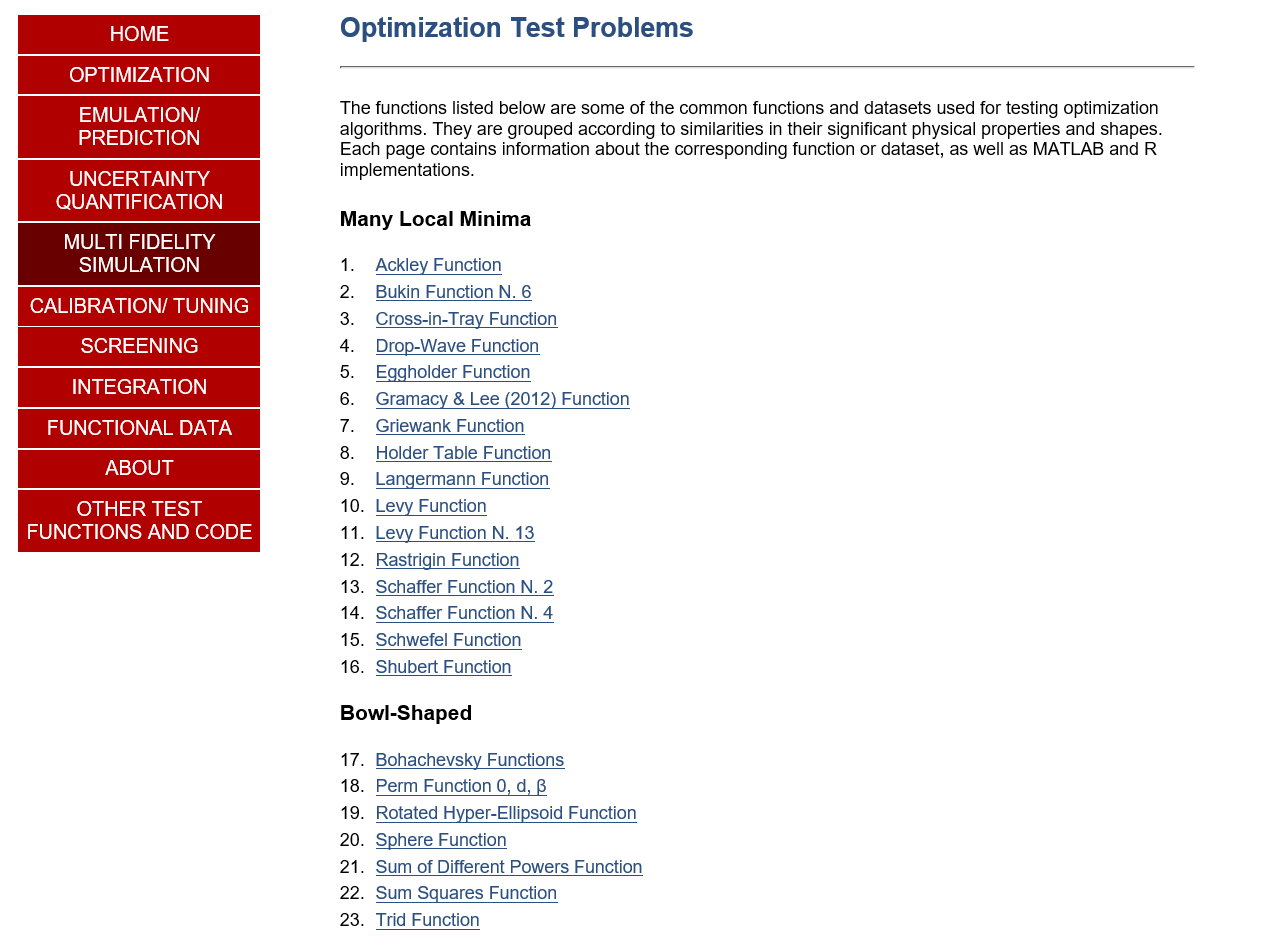 HOME
OPTIMIZATION
EMULATION/
PREDICTION
UNCERTAINTY
QUANTIFICATION
MULTI FIDELITY
SIMULATION
CALIBRATION/ TUNING
SCREENING
INTEGRATION
FUNCTIONAL DATA
ABOUT
OTHER TEST
FUNCTIONS AND CODE
Optimization Test Problems
The functions listed below are some of the common functions and datasets used for testing optimization
algorithms. They are grouped according to similarities in their significant physical properties and shapes.
Each page contains information about the corresponding function or dataset, as well as MATLAB and R
implementations.
Many Local Minima
1. Ackley Function
2. Bukin Function N. 6
3. Cross-in-Tray Function
4. Drop-Wave Function
5. Eggholder Function
6. Gramacy & Lee (2012) Function
7. Griewank Function
8. Holder Table Function
9. Langermann Function
10. Levy Function
11. Levy Function N. 13
12. Rastrigin Function
13. Schaffer Function N. 2
14. Schaffer Function N. 4
15. Schwefel Function
16. Shubert Function
Bowl-Shaped
17. Bohachevsky Functions
18. Perm Function 0, d, β
19. Rotated Hyper-Ellipsoid Function
20. Sphere Function
21. Sum of Different Powers Function
22. Sum Squares Function
23. Trid Function